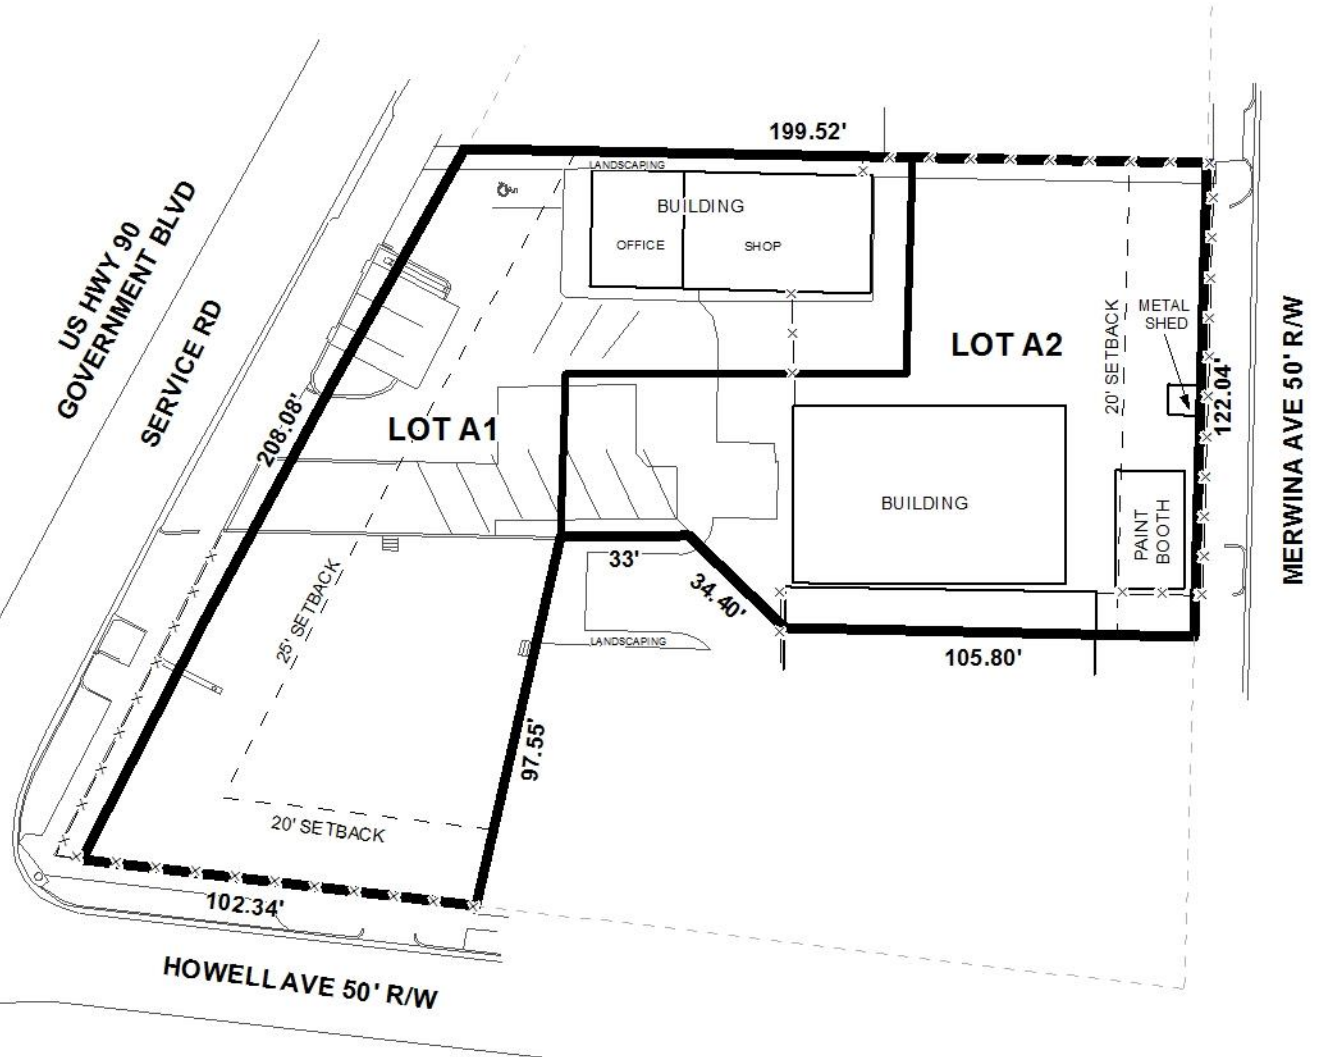 199.52'
LANDSCAPING
BUILDING
OFFICE
SHOP
US HWY 90
GOVERNMENT BLVD
SERVICE RD
208.08'
LOT A1
LOT A2
20' SETBACK
METAL
SHED
122.04'
MERWINA AVE 50' R/W
BUILDING
PAINT
BOOTH
33'
34.40'
25' SETBACK
LANDSCAPING
105.80'
97.55'
20' SETBACK
102.34'
HOWELL AVE 50' R/W